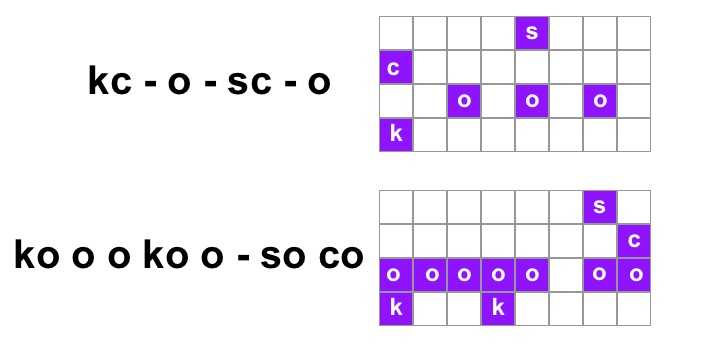 kc - o - sc - o
s
c
o o o
k
ko o o ko o - so co
s
c
o o o o o o o
k k